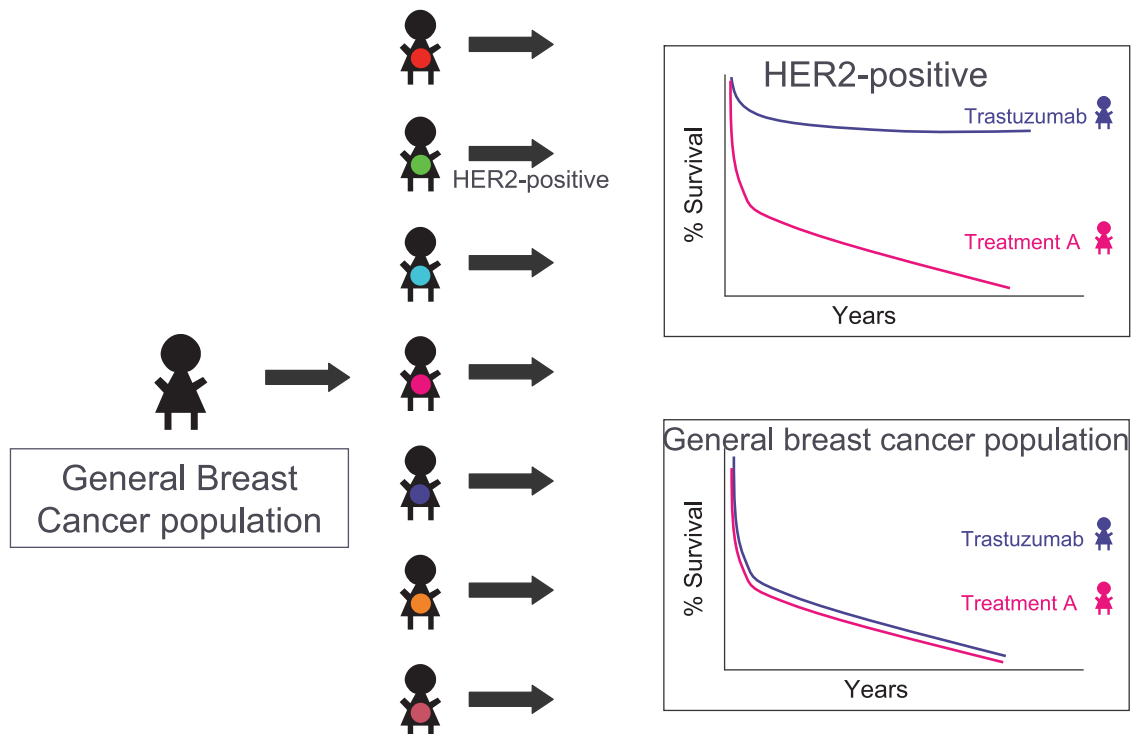 General Breast
Cancer population
HER2-positive
HER2-positive
Trastuzumab
Treatment A
% Survival
Years
General breast cancer population
Trastuzumab
Treatment A
% Survival
Years